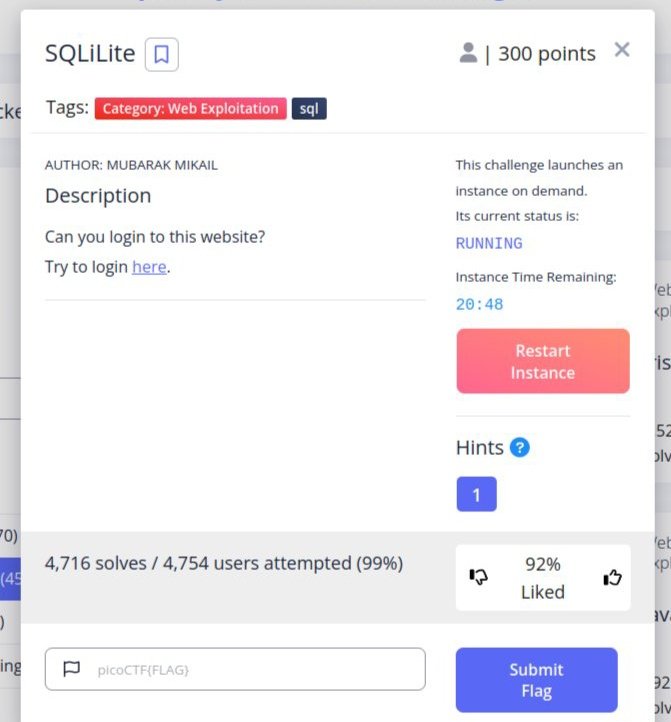 SQLiLite
| 300 points
Tags: Category: Web Exploitation sql
AUTHOR: MUBARAK MIKAIL
Description
Can you login to this website?
Try to login here.
This challenge launches an
instance on demand.
Its current status is:
RUNNING
Instance Time Remaining:
20:48
Restart
Instance
Hints ?
1
4,716 solves / 4,754 users attempted (99%)
92%
Liked
picoCTF{FLAG}
Submit
Flag